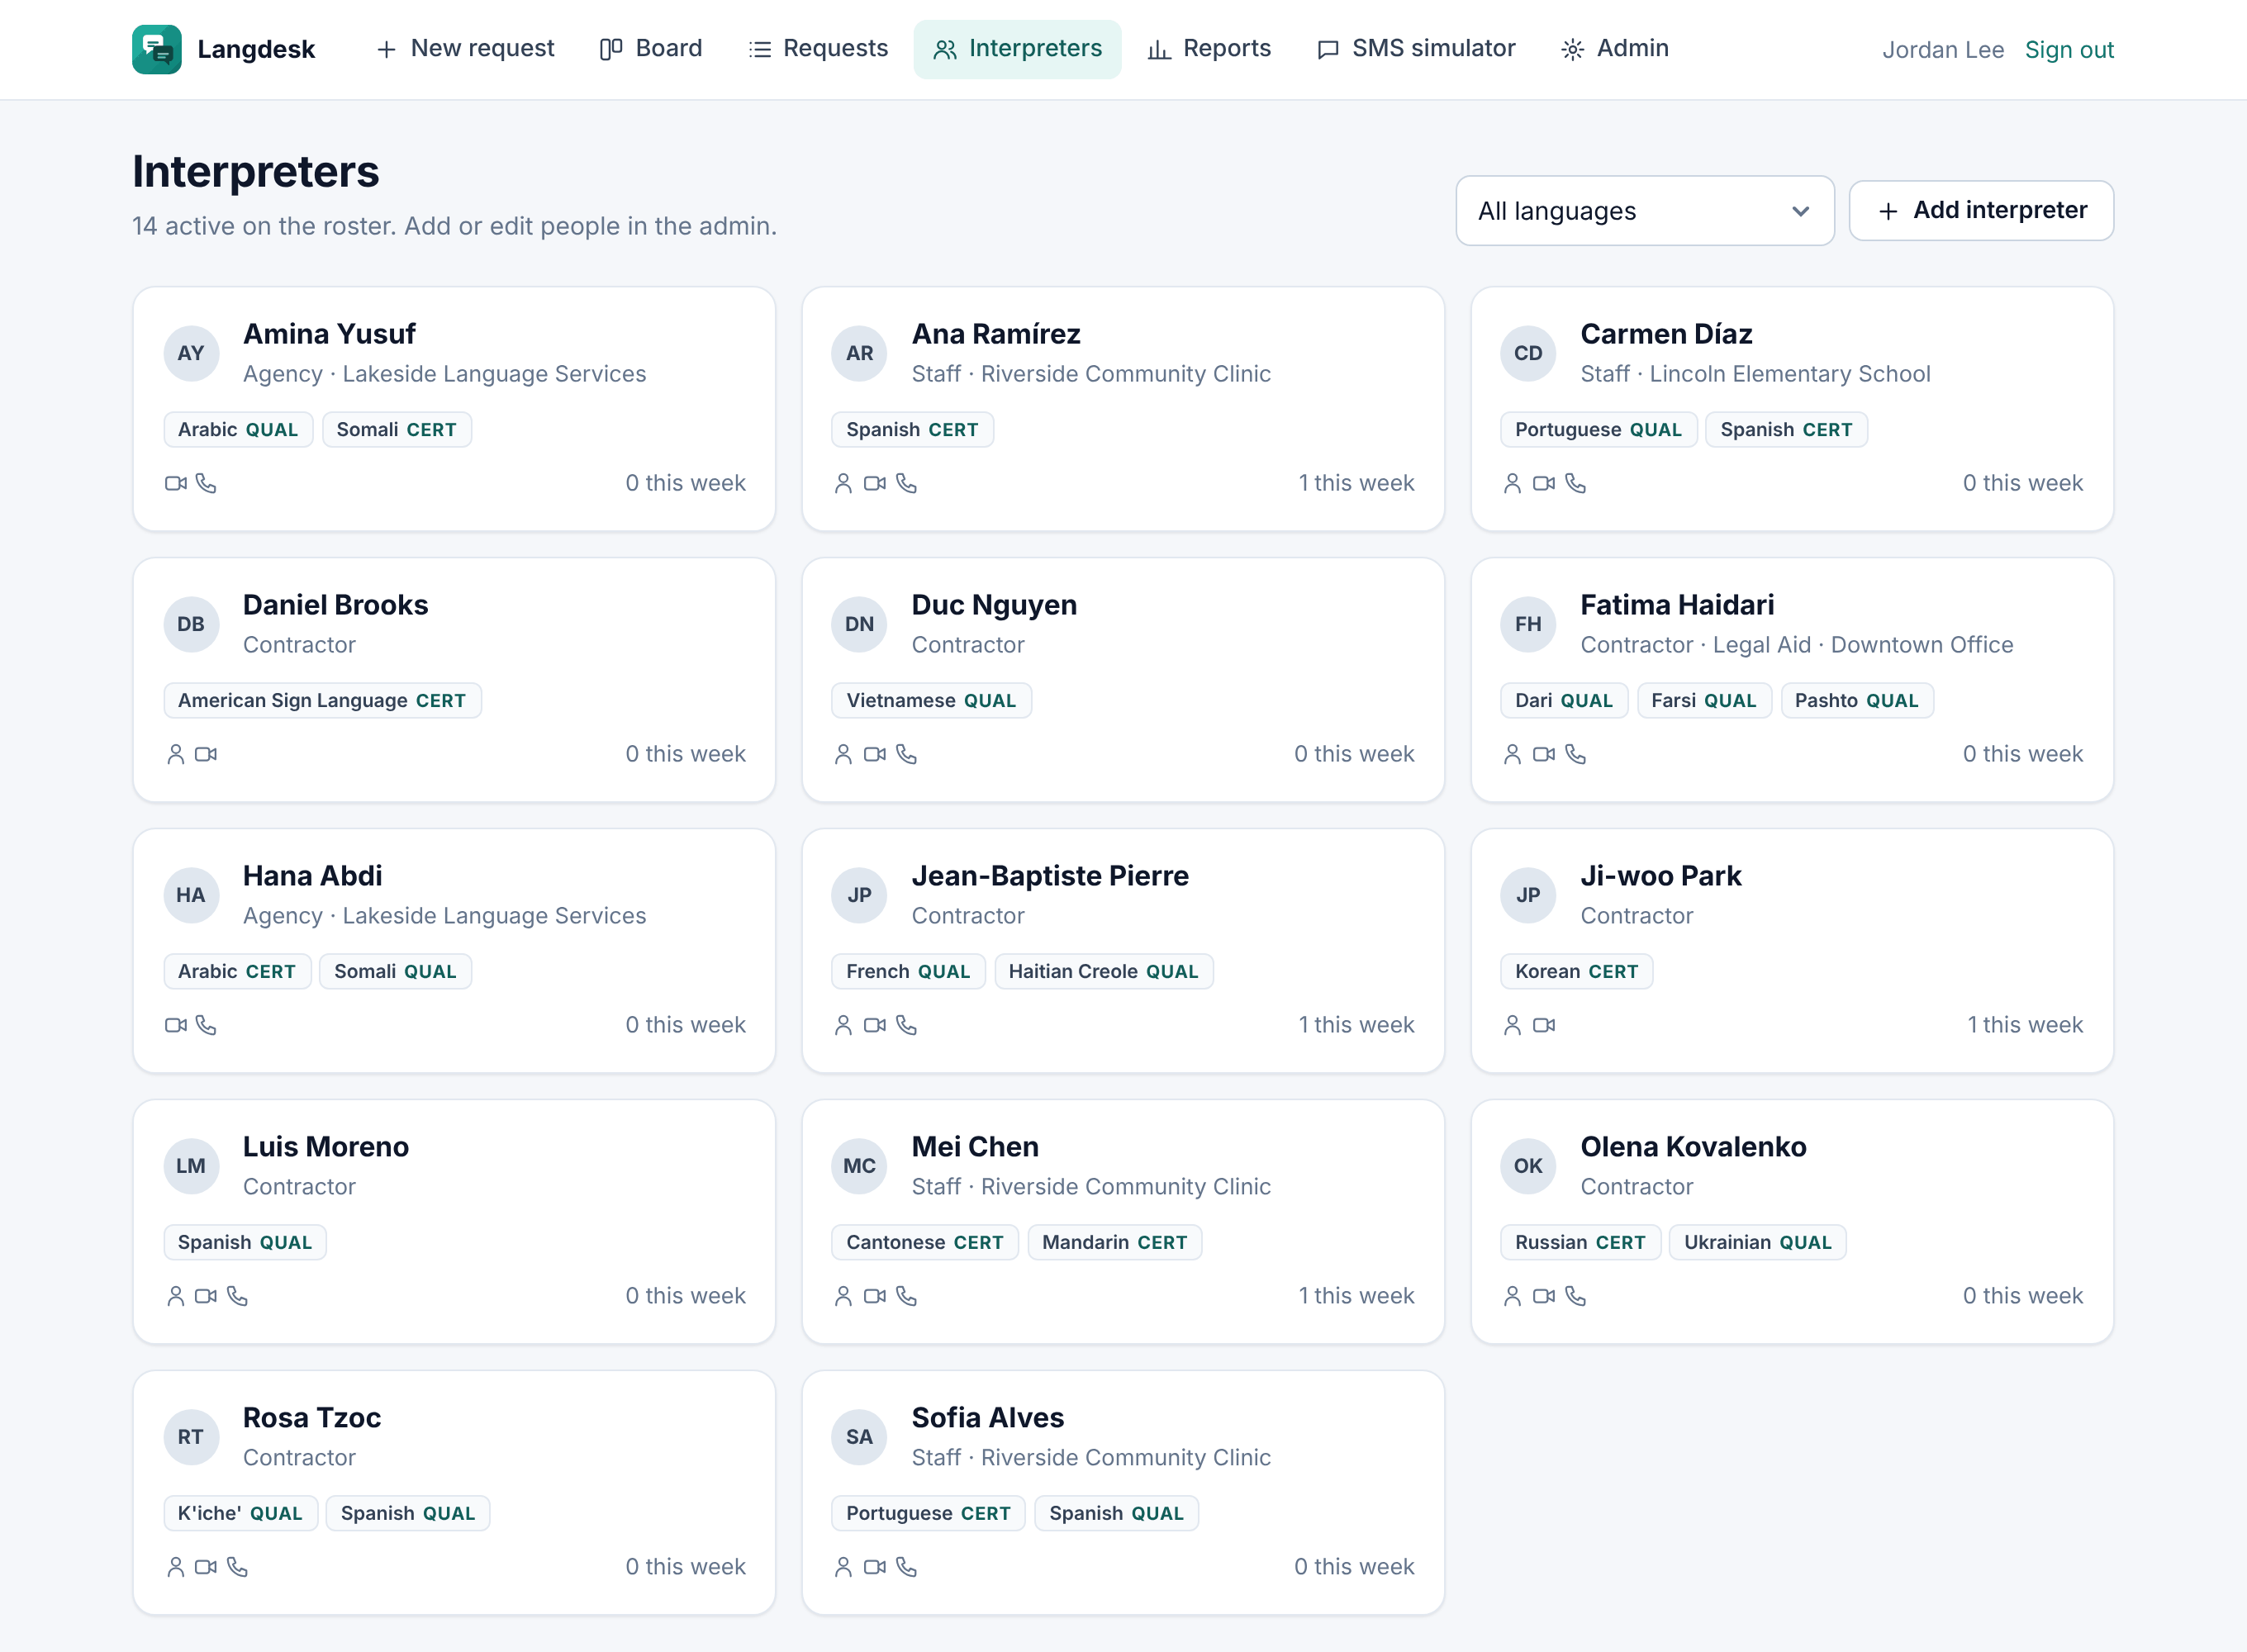 Langdesk
New request
Board
Requests
Interpreters
Reports
SMS simulator
Admin
Jordan Lee
Sign out
Interpreters
14 active on the roster. Add or edit people in the admin.
All languages
Add interpreter
AY
Amina Yusuf
Agency · Lakeside Language Services
Arabic QUAL
Somali CERT
0 this week
AR
Ana Ramírez
Staff · Riverside Community Clinic
Spanish CERT
1 this week
CD
Carmen Díaz
Staff · Lincoln Elementary School
Portuguese QUAL
Spanish CERT
0 this week
DB
Daniel Brooks
Contractor
American Sign Language CERT
0 this week
DN
Duc Nguyen
Contractor
Vietnamese QUAL
0 this week
FH
Fatima Haidari
Contractor · Legal Aid · Downtown Office
Dari QUAL
Farsi QUAL
Pashto QUAL
0 this week
HA
Hana Abdi
Agency · Lakeside Language Services
Arabic CERT
Somali QUAL
0 this week
JP
Jean-Baptiste Pierre
Contractor
French QUAL
Haitian Creole QUAL
1 this week
JP
Ji-woo Park
Contractor
Korean CERT
1 this week
LM
Luis Moreno
Contractor
Spanish QUAL
0 this week
MC
Mei Chen
Staff · Riverside Community Clinic
Cantonese CERT
Mandarin CERT
1 this week
OK
Olena Kovalenko
Contractor
Russian CERT
Ukrainian QUAL
0 this week
RT
Rosa Tzoc
Contractor
K'iche' QUAL
Spanish QUAL
0 this week
SA
Sofia Alves
Staff · Riverside Community Clinic
Portuguese CERT
Spanish QUAL
0 this week